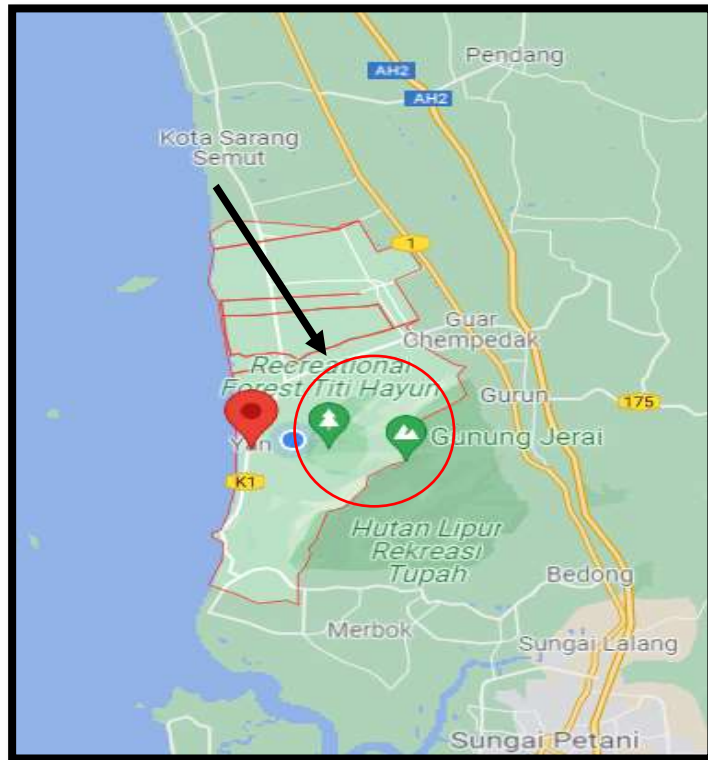 Pendang
AH2
AH2
Kota Sarang
Semut
1
Guar
Chempedak
Recreational
Forest Titi Hayun
Gurun
175
Yan
Gunung Jerai
K1
Hutan Lipur
Rekreasi
Tupah
Bedong
Merbok
Sungai Lalang
Sungai Petani